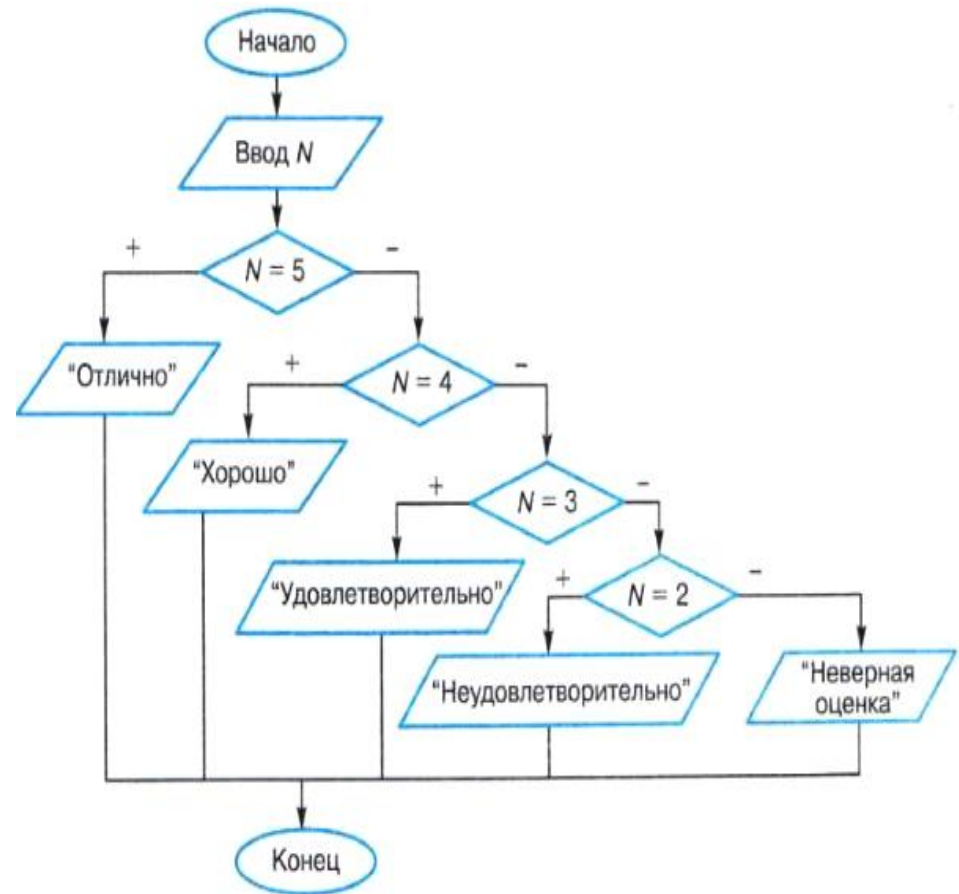 Начало
Ввод N
+
–
N = 5
"Отлично"
+
–
N = 4
"Хорошо"
+
–
N = 3
"Удовлетворительно"
+
–
N = 2
"Неудовлетворительно"
"Неверная
оценка"
Конец